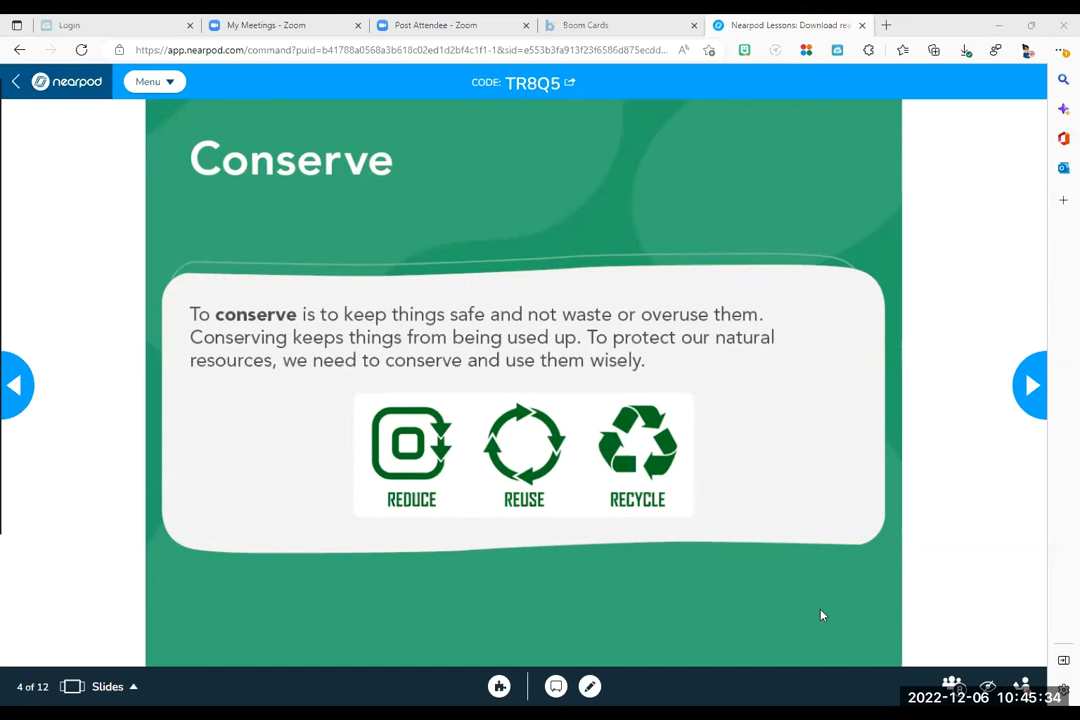 Login
My Meetings - Zoom
Post Attendee - Zoom
Boom Cards
Nearpod Lessons: Download rea
https://app.nearpod.com/command?puid=b41788a0568a3b618c02ed1d2bf4c1f1-1&sid=e553b3fa913f23f6586d875ecdd...
nearpod
Menu
CODE: TR8Q5
Conserve
To conserve is to keep things safe and not waste or overuse them.
Conserving keeps things from being used up. To protect our natural
resources, we need to conserve and use them wisely.
REDUCE
REUSE
RECYCLE
4 of 12
Slides
2022-12-06 10:45:34